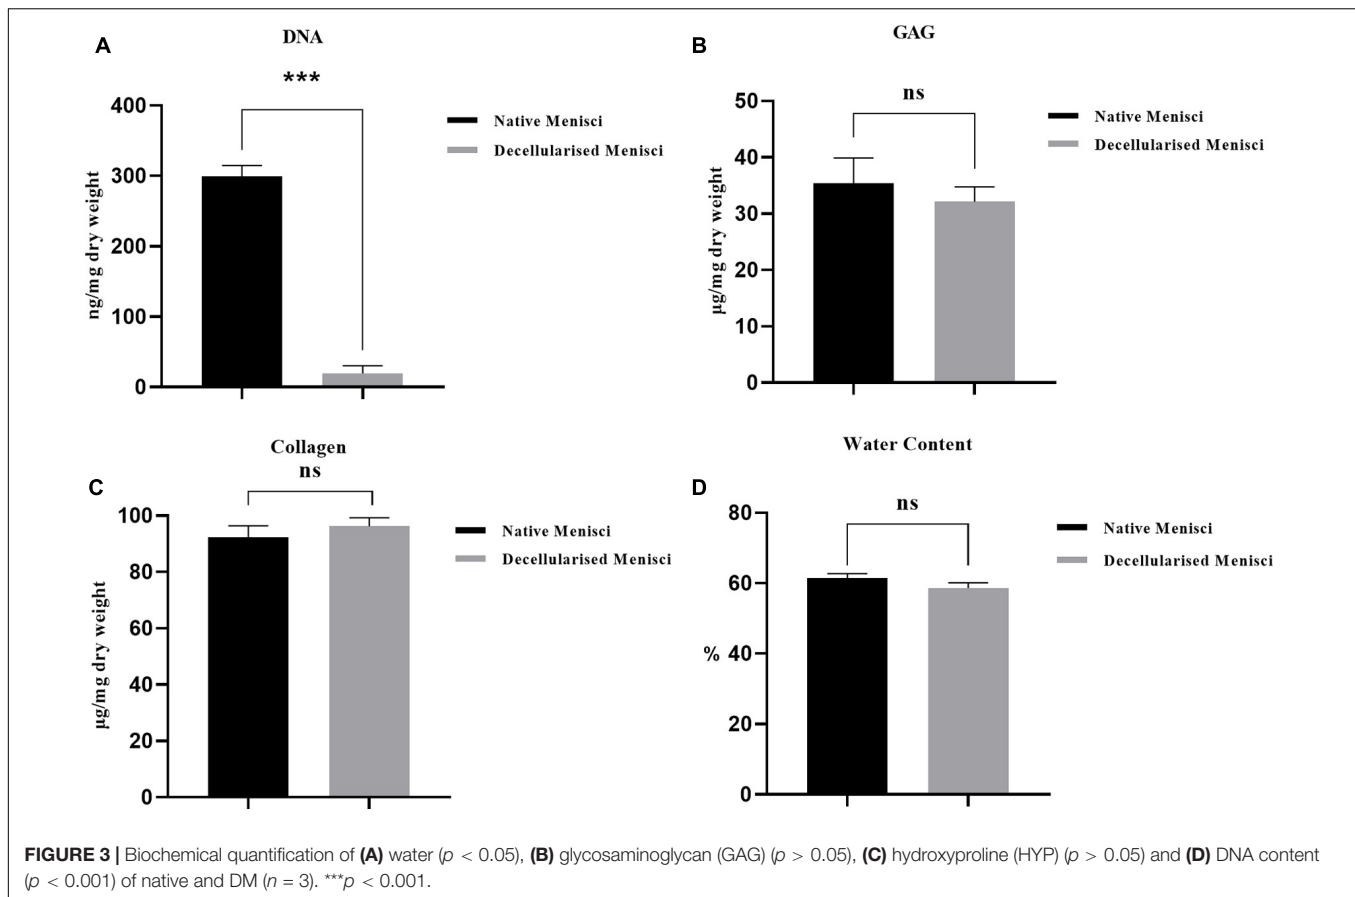 A
DNA
***
400
300
200
100
0
ng/mg dry weight
Native Menisci
Decellularised Menisci
B
GAG
ns
50
40
30
20
10
0
µg/mg dry weight
Native Menisci
Decellularised Menisci
C
Collagen
ns
100
80
60
40
20
0
µg/mg dry weight
Native Menisci
Decellularised Menisci
D
Water Content
ns
80
60
40
20
0
%
Native Menisci
Decellularised Menisci
FIGURE 3 | Biochemical quantification of (A) water (p < 0.05), (B) glycosaminoglycan (GAG) (p > 0.05), (C) hydroxyproline (HYP) (p > 0.05) and (D) DNA content
(p < 0.001) of native and DM (n = 3). ***p < 0.001.